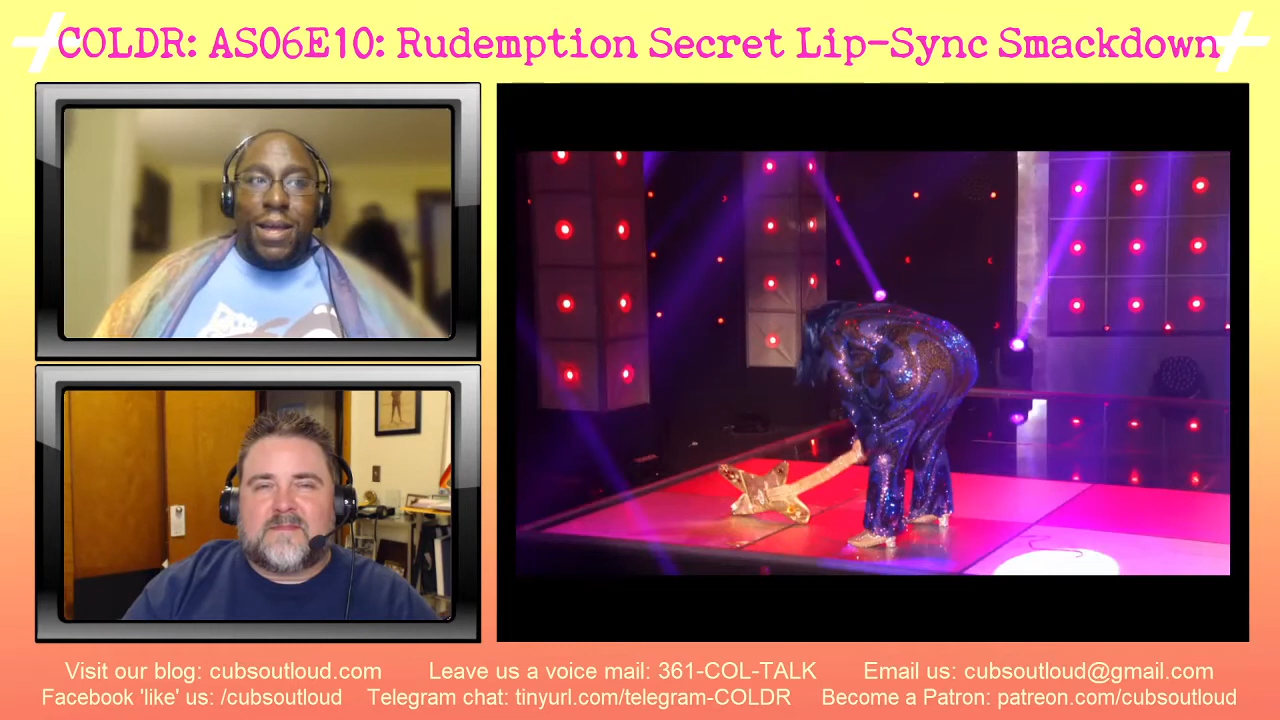 COLDR: AS06E10: Rudemption Secret Lip-Sync Smackdown
Visit our blog: cubsoutloud.com Leave us a voice mail: 361-COL-TALK Email us: cubsoutloud@gmail.com
Facebook 'like' us: /cubsoutloud Telegram chat: tinyurl.com/telegram-COLDR Become a Patron: patreon.com/cubsoutloud